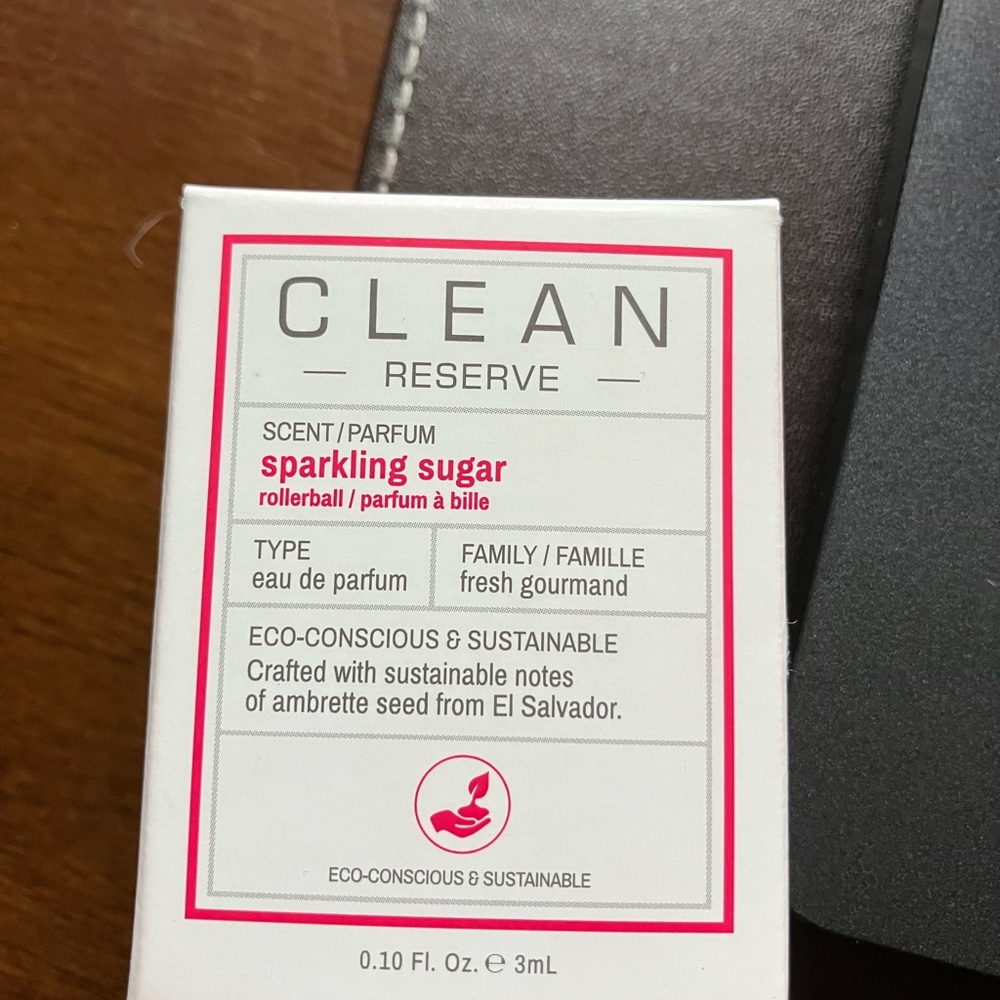 CLEAN
— RESERVE —
SCENT/PARFUM
sparkling sugar
rollerball / parfum à bille
TYPE
eau de parfum
FAMILY / FAMILLE
fresh gourmand
ECO-CONSCIOUS & SUSTAINABLE
Crafted with sustainable notes
of ambrette seed from El Salvador.
ECO-CONSCIOUS & SUSTAINABLE
0.10 Fl. Oz. ℮ 3mL